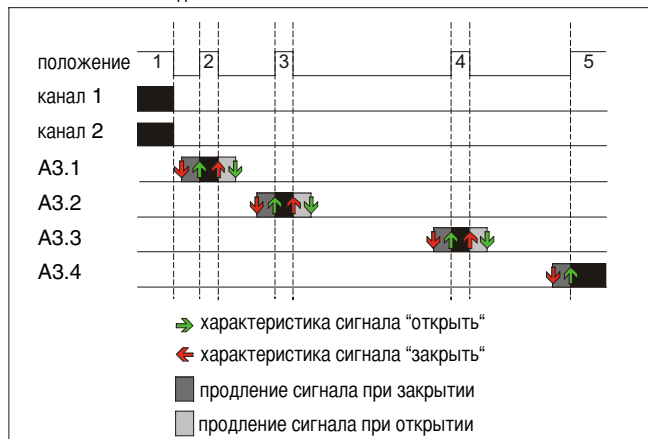 положение 1 2 3 4 5
канал 1
канал 2
A3.1
A3.2
A3.3
A3.4
характеристика сигнала “открыть“
характеристика сигнала “закрыть“
продление сигнала при закрытии
продление сигнала при открытии